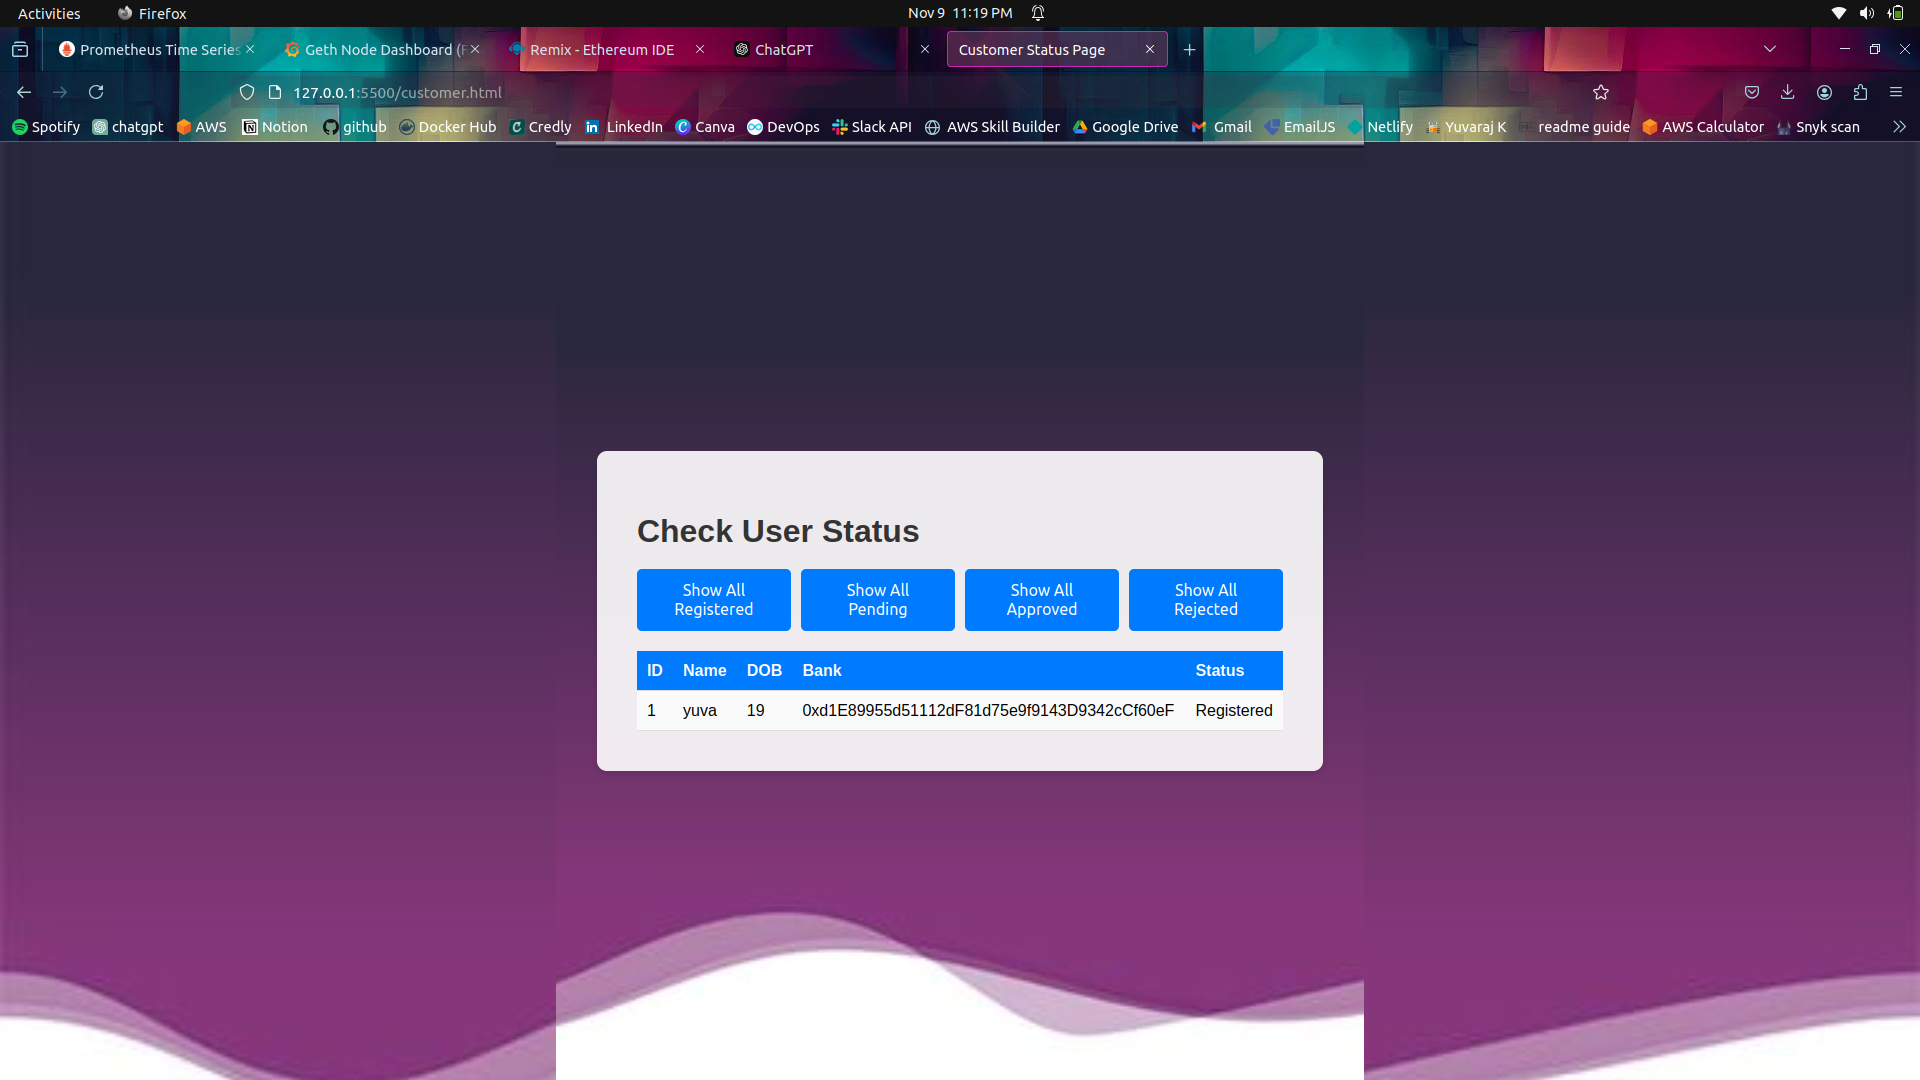 Activities Firefox Nov 9 11:19 PM
Prometheus Time Series Geth Node Dashboard (F Remix - Ethereum IDE ChatGPT Customer Status Page
127.0.0.1:5500/customer.html
Spotify chatgpt AWS Notion github Docker Hub Credly LinkedIn Canva DevOps Slack API AWS Skill Builder Google Drive Gmail EmailJS Netlify Yuvaraj K readme guide AWS Calculator Snyk scan
Check User Status
Show All Registered
Show All Pending
Show All Approved
Show All Rejected
ID Name DOB Bank Status
1 yuva 19 0xd1E89955d51112dF81d75e9f9143D9342cCf60eF Registered